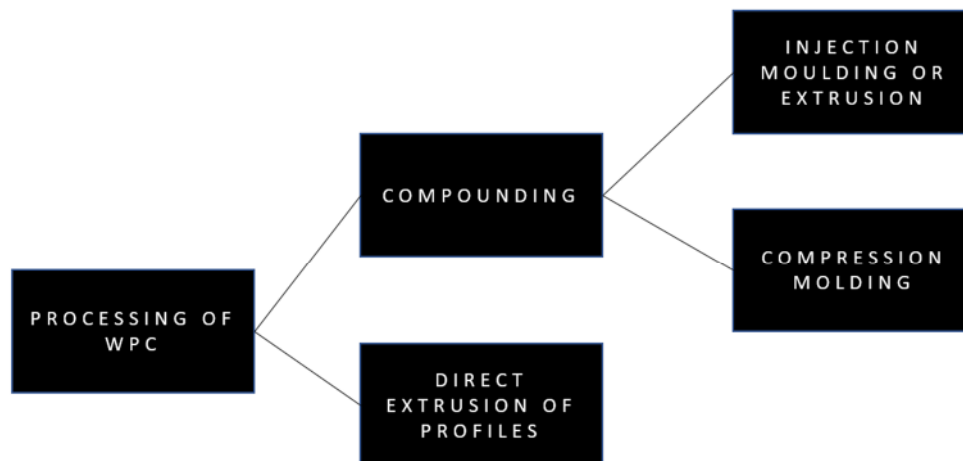 PROCESSING OF
WPC
COMPOUNDING
DIRECT
EXTRUSION OF
PROFILES
INJECTION
MOULDING OR
EXTRUSION
COMPRESSION
MOLDING